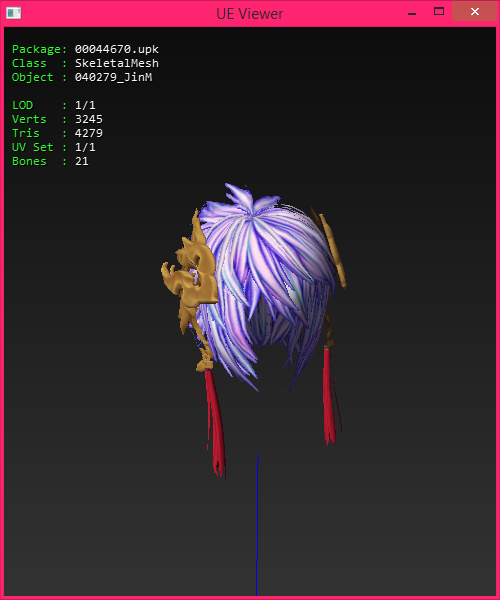 UE Viewer
Package: 00044670.upk
Class : SkeletalMesh
Object : 040279_JinM
LOD : 1/1
Verts : 3245
Tris : 4279
UV Set : 1/1
Bones : 21